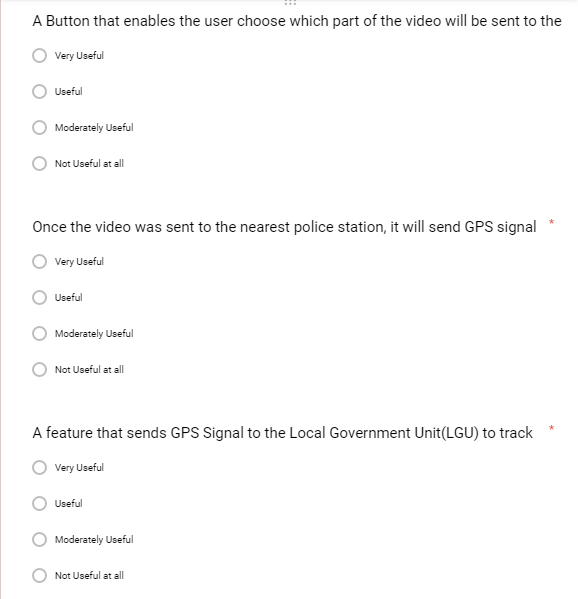 A Button that enables the user choose which part of the video will be sent to the
Very Useful
Useful
Moderately Useful
Not Useful at all
Once the video was sent to the nearest police station, it will send GPS signal *
Very Useful
Useful
Moderately Useful
Not Useful at all
A feature that sends GPS Signal to the Local Government Unit(LGU) to track *
Very Useful
Useful
Moderately Useful
Not Useful at all